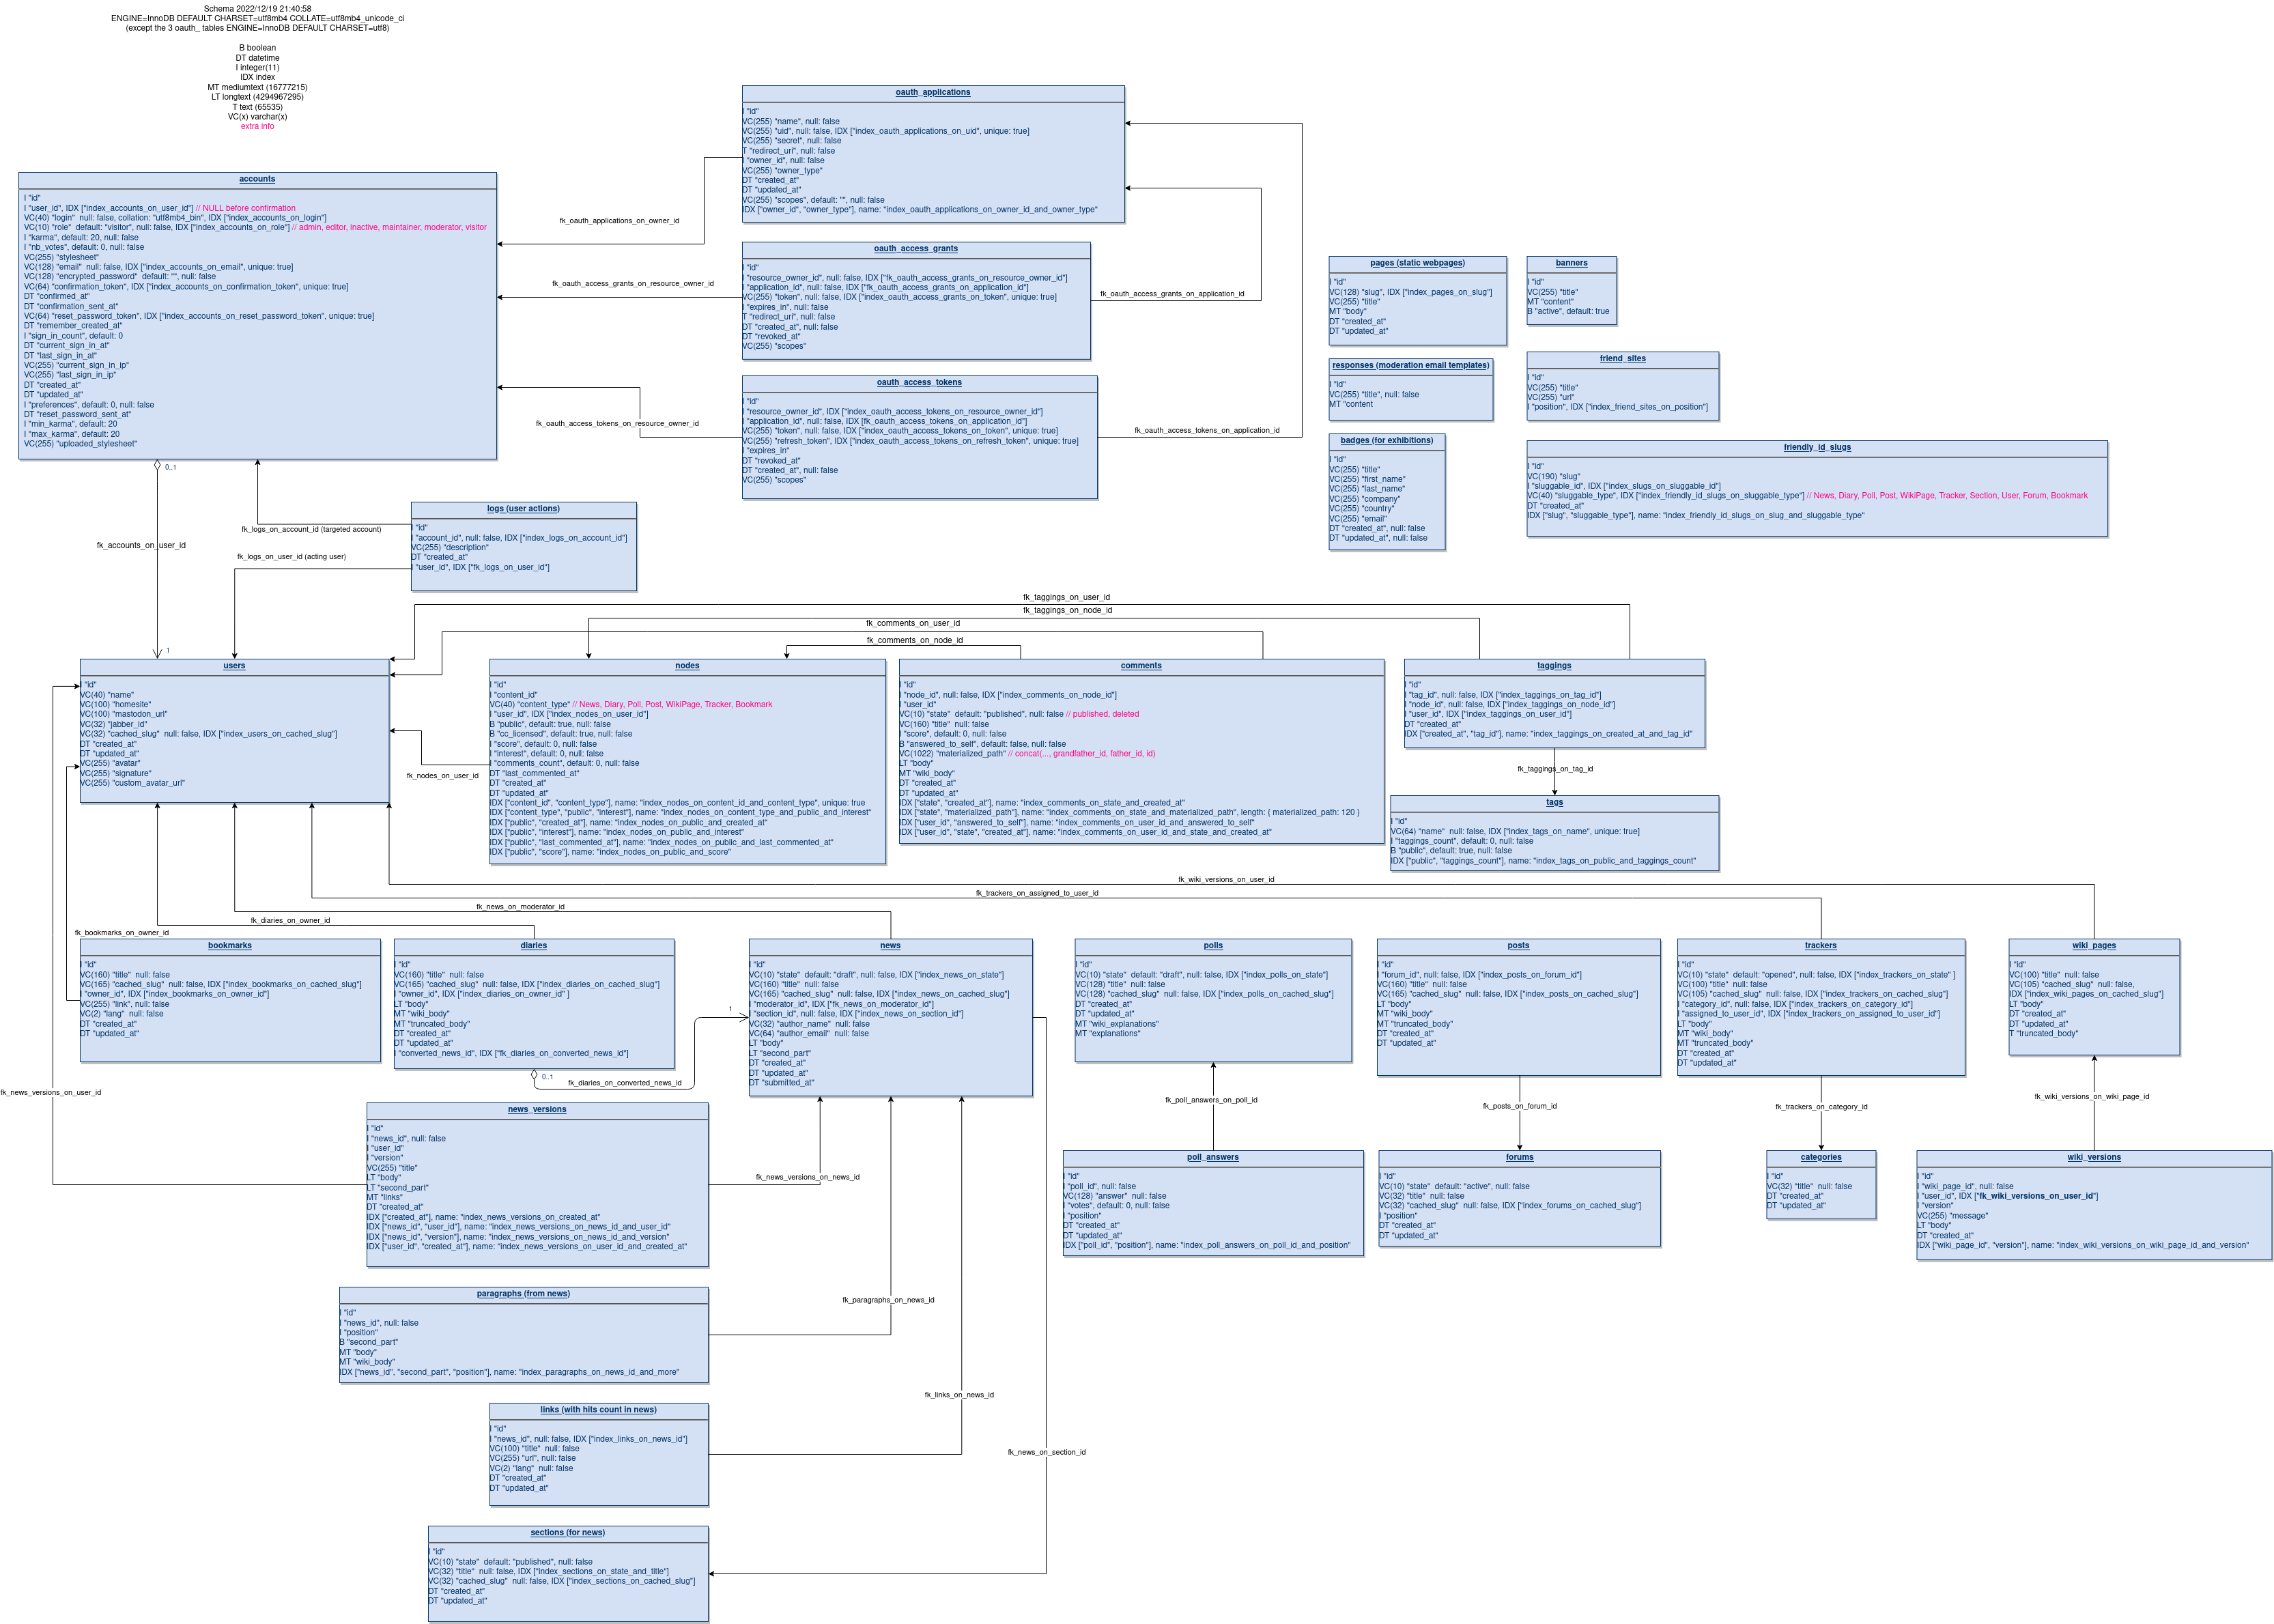 Schema 2022/12/19 21:40:58
ENGINE=InnoDB DEFAULT CHARSET=utf8mb4 COLLATE=utf8mb4_unicode_ci
(except the 3 oauth_ tables ENGINE=InnoDB DEFAULT CHARSET=utf8)
B boolean
DT datetime
I integer(11)
IDX index
MT mediumtext (16777215)
LT longtext (4294967295)
T text (65535)
VC(x) varchar(x)
extra info
accounts
I "id"
I "user_id", IDX ["index_accounts_on_user_id"] // NULL before confirmation
VC(40) "login"  null: false, collation: "utf8mb4_bin", IDX ["index_accounts_on_login"]
VC(10) "role"  default: "visitor", null: false, IDX ["index_accounts_on_role"] // admin, editor, inactive, maintainer, moderator, visitor
I "karma", default: 20, null: false
I "nb_votes", default: 0, null: false
VC(255) "stylesheet"
VC(128) "email"  null: false, IDX ["index_accounts_on_email", unique: true]
VC(128) "encrypted_password"  default: "", null: false
VC(64) "confirmation_token", IDX ["index_accounts_on_confirmation_token", unique: true]
DT "confirmed_at"
DT "confirmation_sent_at"
VC(64) "reset_password_token", IDX ["index_accounts_on_reset_password_token", unique: true]
DT "remember_created_at"
I "sign_in_count", default: 0
DT "current_sign_in_at"
DT "last_sign_in_at"
VC(255) "current_sign_in_ip"
VC(255) "last_sign_in_ip"
DT "created_at"
DT "updated_at"
I "preferences", default: 0, null: false
DT "reset_password_sent_at"
I "min_karma", default: 20
I "max_karma", default: 20
VC(255) "uploaded_stylesheet"
oauth_applications
I "id"
VC(255) "name", null: false
VC(255) "uid", null: false, IDX ["index_oauth_applications_on_uid", unique: true]
VC(255) "secret", null: false
T "redirect_uri", null: false
I "owner_id", null: false
VC(255) "owner_type"
DT "created_at"
DT "updated_at"
VC(255) "scopes", default: "", null: false
IDX ["owner_id", "owner_type"], name: "index_oauth_applications_on_owner_id_and_owner_type"
fk_oauth_applications_on_owner_id
oauth_access_grants
I "id"
I "resource_owner_id", null: false, IDX ["fk_oauth_access_grants_on_resource_owner_id"]
I "application_id", null: false, IDX ["fk_oauth_access_grants_on_application_id"]
VC(255) "token", null: false, IDX ["index_oauth_access_grants_on_token", unique: true]
I "expires_in", null: false
T "redirect_uri", null: false
DT "created_at", null: false
DT "revoked_at"
VC(255) "scopes"
fk_oauth_access_grants_on_resource_owner_id
fk_oauth_access_grants_on_application_id
oauth_access_tokens
I "id"
I "resource_owner_id", IDX ["index_oauth_access_tokens_on_resource_owner_id"]
I "application_id", null: false, IDX [fk_oauth_access_tokens_on_application_id"]
VC(255) "token", null: false, IDX ["index_oauth_access_tokens_on_token", unique: true]
VC(255) "refresh_token", IDX ["index_oauth_access_tokens_on_refresh_token", unique: true]
I "expires_in"
DT "revoked_at"
DT "created_at", null: false
VC(255) "scopes"
fk_oauth_access_tokens_on_resource_owner_id
fk_oauth_access_tokens_on_application_id
pages (static webpages)
I "id"
VC(128) "slug", IDX ["index_pages_on_slug"]
VC(255) "title"
MT "body"
DT "created_at"
DT "updated_at"
banners
I "id"
VC(255) "title"
MT "content"
B "active", default: true
responses (moderation email templates)
I "id"
VC(255) "title", null: false
MT "content
friend_sites
I "id"
VC(255) "title"
VC(255) "url"
I "position", IDX ["index_friend_sites_on_position"]
badges (for exhibitions)
I "id"
VC(255) "title"
VC(255) "first_name"
VC(255) "last_name"
VC(255) "company"
VC(255) "country"
VC(255) "email"
DT "created_at", null: false
DT "updated_at", null: false
friendly_id_slugs
I "id"
VC(190) "slug"
I "sluggable_id", IDX ["index_slugs_on_sluggable_id"]
VC(40) "sluggable_type", IDX ["index_friendly_id_slugs_on_sluggable_type"] // News, Diary, Poll, Post, WikiPage, Tracker, Section, User, Forum, Bookmark
DT "created_at"
IDX ["slug", "sluggable_type"], name: "index_friendly_id_slugs_on_slug_and_sluggable_type"
0..1
logs (user actions)
I "id"
I "account_id", null: false, IDX ["index_logs_on_account_id"]
VC(255) "description"
DT "created_at"
I "user_id", IDX ["fk_logs_on_user_id"]
fk_logs_on_account_id (targeted account)
fk_accounts_on_user_id
fk_logs_on_user_id (acting user)
fk_taggings_on_user_id
fk_taggings_on_node_id
fk_comments_on_user_id
fk_comments_on_node_id
1
users
I "id"
VC(40) "name"
VC(100) "homesite"
VC(100) "mastodon_url"
VC(32) "jabber_id"
VC(32) "cached_slug"  null: false, IDX ["index_users_on_cached_slug"]
DT "created_at"
DT "updated_at"
VC(255) "avatar"
VC(255) "signature"
VC(255) "custom_avatar_url"
fk_nodes_on_user_id
nodes
I "id"
I "content_id"
VC(40) "content_type" // News, Diary, Poll, Post, WikiPage, Tracker, Bookmark
I "user_id", IDX ["index_nodes_on_user_id"]
B "public", default: true, null: false
B "cc_licensed", default: true, null: false
I "score", default: 0, null: false
I "interest", default: 0, null: false
I "comments_count", default: 0, null: false
DT "last_commented_at"
DT "created_at"
DT "updated_at"
IDX ["content_id", "content_type"], name: "index_nodes_on_content_id_and_content_type", unique: true
IDX ["content_type", "public", "interest"], name: "index_nodes_on_content_type_and_public_and_interest"
IDX ["public", "created_at"], name: "index_nodes_on_public_and_created_at"
IDX ["public", "interest"], name: "index_nodes_on_public_and_interest"
IDX ["public", "last_commented_at"], name: "index_nodes_on_public_and_last_commented_at"
IDX ["public", "score"], name: "index_nodes_on_public_and_score"
comments
I "id"
I "node_id", null: false, IDX ["index_comments_on_node_id"]
I "user_id"
VC(10) "state"  default: "published", null: false // published, deleted
VC(160) "title"  null: false
I "score", default: 0, null: false
B "answered_to_self", default: false, null: false
VC(1022) "materialized_path" // concat(..., grandfather_id, father_id, id)
LT "body"
MT "wiki_body"
DT "created_at"
DT "updated_at"
IDX ["state", "created_at"], name: "index_comments_on_state_and_created_at"
IDX ["state", "materialized_path"], name: "index_comments_on_state_and_materialized_path", length: { materialized_path: 120 }
IDX ["user_id", "answered_to_self"], name: "index_comments_on_user_id_and_answered_to_self"
IDX ["user_id", "state", "created_at"], name: "index_comments_on_user_id_and_state_and_created_at"
taggings
I "id"
I "tag_id", null: false, IDX ["index_taggings_on_tag_id"]
I "node_id", null: false, IDX ["index_taggings_on_node_id"]
I "user_id", IDX ["index_taggings_on_user_id"]
DT "created_at"
IDX ["created_at", "tag_id"], name: "index_taggings_on_created_at_and_tag_id"
fk_taggings_on_tag_id
tags
I "id"
VC(64) "name"  null: false, IDX ["index_tags_on_name", unique: true]
I "taggings_count", default: 0, null: false
B "public", default: true, null: false
IDX ["public", "taggings_count"], name: "index_tags_on_public_and_taggings_count"
fk_wiki_versions_on_user_id
fk_trackers_on_assigned_to_user_id
fk_news_on_moderator_id
fk_diaries_on_owner_id
fk_bookmarks_on_owner_id
bookmarks
I "id"
VC(160) "title"  null: false
VC(165) "cached_slug"  null: false, IDX ["index_bookmarks_on_cached_slug"]
I "owner_id", IDX ["index_bookmarks_on_owner_id"]
VC(255) "link", null: false
VC(2) "lang"  null: false
DT "created_at"
DT "updated_at"
diaries
I "id"
VC(160) "title"  null: false
VC(165) "cached_slug"  null: false, IDX ["index_diaries_on_cached_slug"]
I "owner_id", IDX ["index_diaries_on_owner_id" ]
LT "body"
MT "wiki_body"
MT "truncated_body"
DT "created_at"
DT "updated_at"
I "converted_news_id", IDX ["fk_diaries_on_converted_news_id"]
0..1
fk_diaries_on_converted_news_id
1
news
I "id"
VC(10) "state"  default: "draft", null: false, IDX ["index_news_on_state"]
VC(160) "title"  null: false
VC(165) "cached_slug"  null: false, IDX ["index_news_on_cached_slug"]
I "moderator_id", IDX ["fk_news_on_moderator_id"]
I "section_id", null: false, IDX ["index_news_on_section_id"]
VC(32) "author_name"  null: false
VC(64) "author_email"  null: false
LT "body"
LT "second_part"
DT "created_at"
DT "updated_at"
DT "submitted_at"
polls
I "id"
VC(10) "state"  default: "draft", null: false, IDX ["index_polls_on_state"]
VC(128) "title"  null: false
VC(128) "cached_slug"  null: false, IDX ["index_polls_on_cached_slug"]
DT "created_at"
DT "updated_at"
MT "wiki_explanations"
MT "explanations"
posts
I "id"
I "forum_id", null: false, IDX ["index_posts_on_forum_id"]
VC(160) "title"  null: false
VC(165) "cached_slug"  null: false, IDX ["index_posts_on_cached_slug"]
LT "body"
MT "wiki_body"
MT "truncated_body"
DT "created_at"
DT "updated_at"
trackers
I "id"
VC(10) "state"  default: "opened", null: false, IDX ["index_trackers_on_state" ]
VC(100) "title"  null: false
VC(105) "cached_slug"  null: false, IDX ["index_trackers_on_cached_slug"]
I "category_id", null: false, IDX ["index_trackers_on_category_id"]
I "assigned_to_user_id", IDX ["index_trackers_on_assigned_to_user_id"]
LT "body"
MT "wiki_body"
MT "truncated_body"
DT "created_at"
DT "updated_at"
wiki_pages
I "id"
VC(100) "title"  null: false
VC(105) "cached_slug"  null: false,
IDX ["index_wiki_pages_on_cached_slug"]
LT "body"
DT "created_at"
DT "updated_at"
T "truncated_body"
fk_news_versions_on_user_id
fk_poll_answers_on_poll_id
fk_posts_on_forum_id
fk_trackers_on_category_id
fk_wiki_versions_on_wiki_page_id
news_versions
I "id"
I "news_id", null: false
I "user_id"
I "version"
VC(255) "title"
LT "body"
LT "second_part"
MT "links"
DT "created_at"
IDX ["created_at"], name: "index_news_versions_on_created_at"
IDX ["news_id", "user_id"], name: "index_news_versions_on_news_id_and_user_id"
IDX ["news_id", "version"], name: "index_news_versions_on_news_id_and_version"
IDX ["user_id", "created_at"], name: "index_news_versions_on_user_id_and_created_at"
fk_news_versions_on_news_id
poll_answers
I "id"
I "poll_id", null: false
VC(128) "answer"  null: false
I "votes", default: 0, null: false
I "position"
DT "created_at"
DT "updated_at"
IDX ["poll_id", "position"], name: "index_poll_answers_on_poll_id_and_position"
forums
I "id"
VC(10) "state"  default: "active", null: false
VC(32) "title"  null: false
VC(32) "cached_slug"  null: false, IDX ["index_forums_on_cached_slug"]
I "position"
DT "created_at"
DT "updated_at"
categories
I "id"
VC(32) "title"  null: false
DT "created_at"
DT "updated_at"
wiki_versions
I "id"
I "wiki_page_id", null: false
I "user_id", IDX ["fk_wiki_versions_on_user_id"]
I "version"
VC(255) "message"
LT "body"
DT "created_at"
IDX ["wiki_page_id", "version"], name: "index_wiki_versions_on_wiki_page_id_and_version"
paragraphs (from news)
I "id"
I "news_id", null: false
I "position"
B "second_part"
MT "body"
MT "wiki_body"
IDX ["news_id", "second_part", "position"], name: "index_paragraphs_on_news_id_and_more"
fk_paragraphs_on_news_id
fk_links_on_news_id
links (with hits count in news)
I "id"
I "news_id", null: false, IDX ["index_links_on_news_id"]
VC(100) "title"  null: false
VC(255) "url", null: false
VC(2) "lang"  null: false
DT "created_at"
DT "updated_at"
fk_news_on_section_id
sections (for news)
I "id"
VC(10) "state"  default: "published", null: false
VC(32) "title"  null: false, IDX ["index_sections_on_state_and_title"]
VC(32) "cached_slug"  null: false, IDX ["index_sections_on_cached_slug"]
DT "created_at"
DT "updated_at"